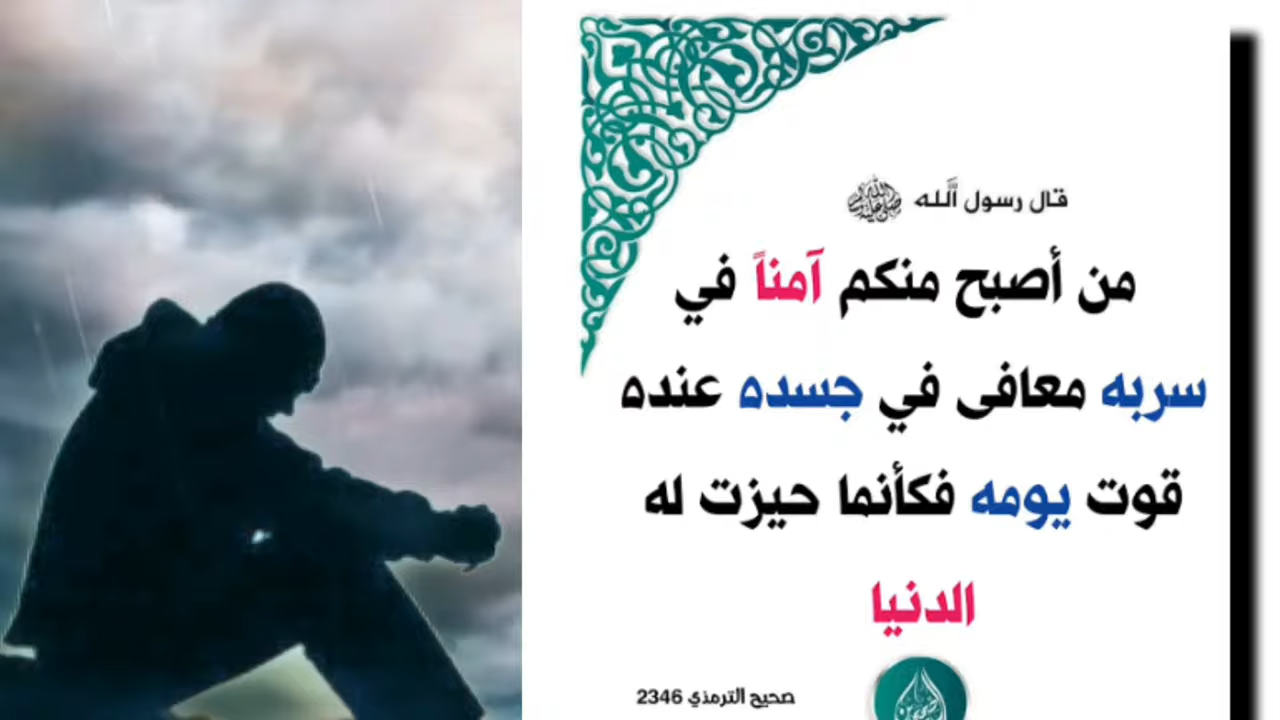 قال رسول الله ﷺ
من أصبح منكم آمناً في
سربه معافى في جسده عنده
قوت يومه فكأنما حيزت له
الدنيا
صحيح الترمذي 2346